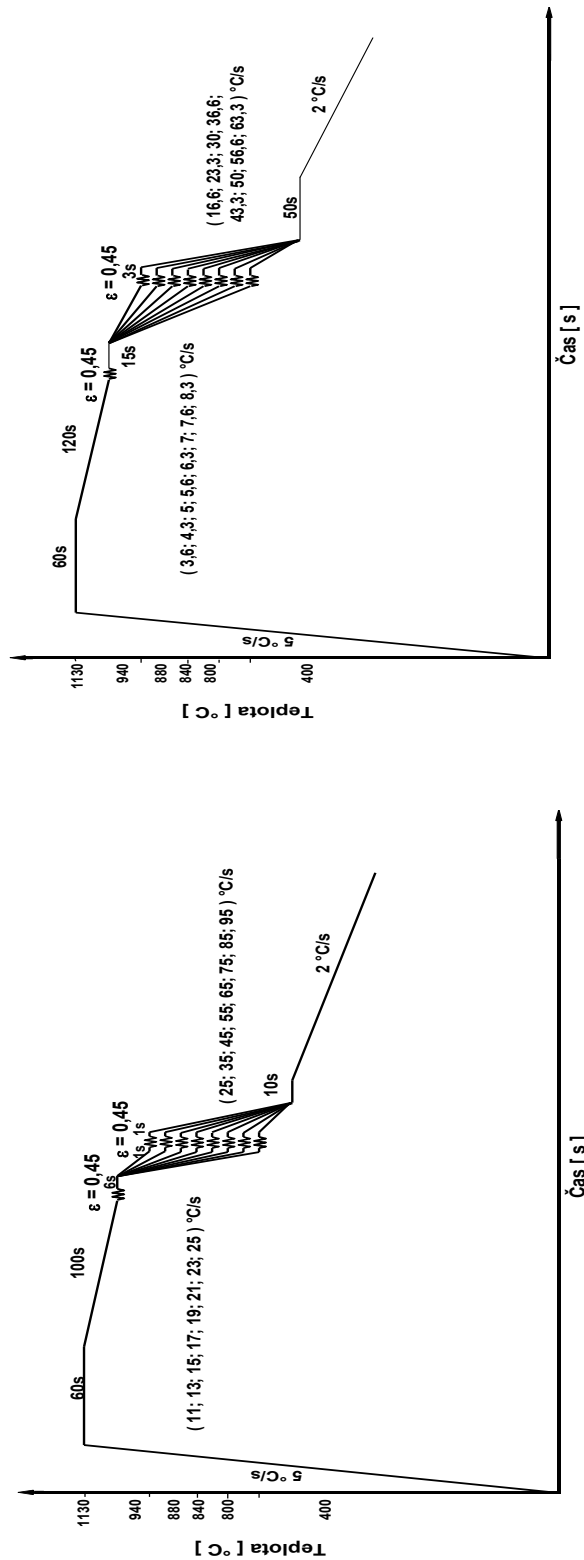 Teplota [ °C ]
1130
940
880
840
800
400
5 °C/s
60s
100s
ε = 0,45
6s
ε = 0,45
1s
1s
( 11; 13; 15; 17; 19; 21; 23; 25 ) °C/s
( 25; 35; 45; 55; 65; 75; 85; 95 ) °C/s
10s
2 °C/s
Čas [ s ]
Teplota [ °C ]
1130
940
880
840
800
400
5 °C/s
60s
120s
ε = 0,45
15s
ε = 0,45
3s
( 3,6; 4,3; 5; 5,6; 6,3; 7; 7,6; 8,3 ) °C/s
( 16,6; 23,3; 30; 36,6;
43,3; 50; 56,6; 63,3 ) °C/s
50s
2 °C/s
Čas [ s ]